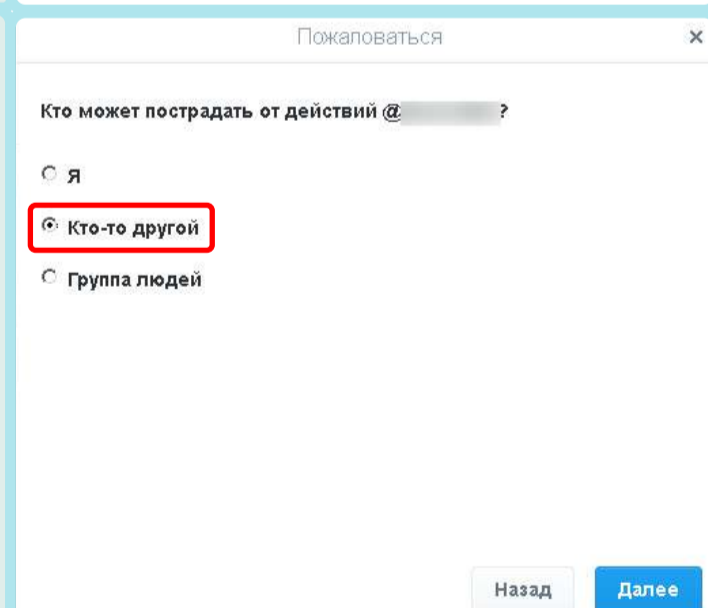 Пожаловаться
Кто может пострадать от действий @ ?
Я
Кто-то другой
Группа людей
Назад
Далее